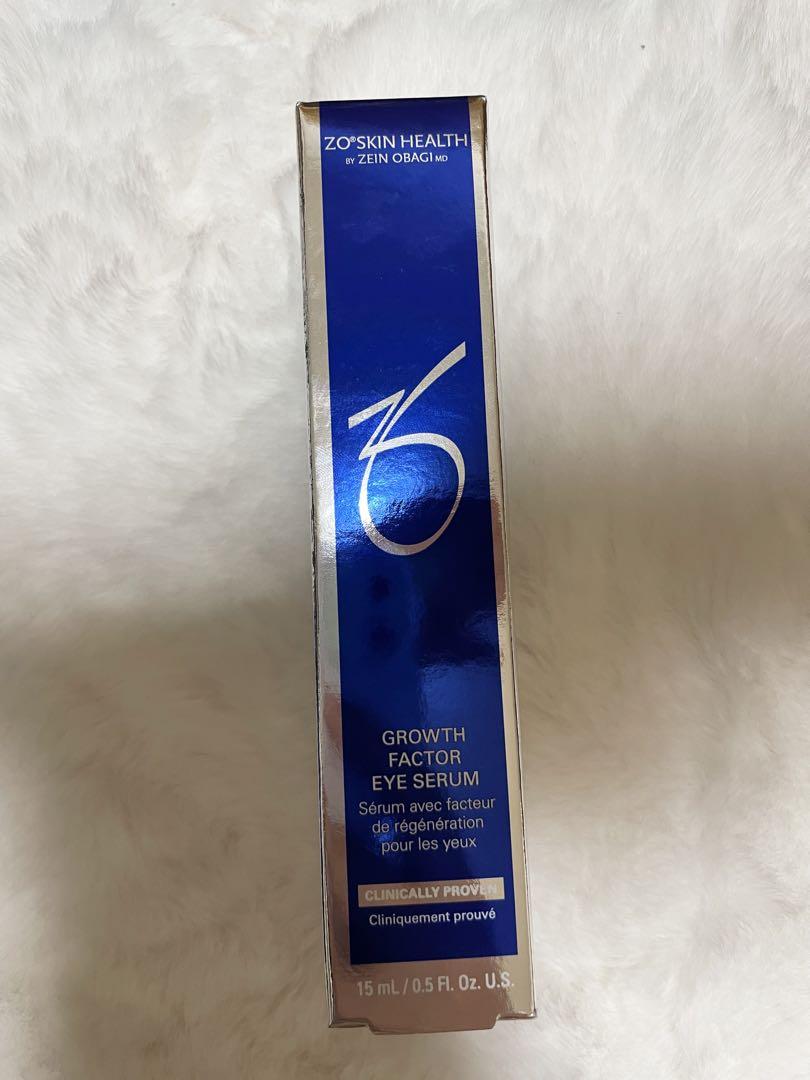 ZO®SKIN HEALTH
BY ZEIN OBAGI MD
ZO
GROWTH
FACTOR
EYE SERUM
Sérum avec facteur
de régénération
pour les yeux
CLINICALLY PROVEN
Cliniquement prouvé
15 mL / 0.5 Fl. Oz. U.S.